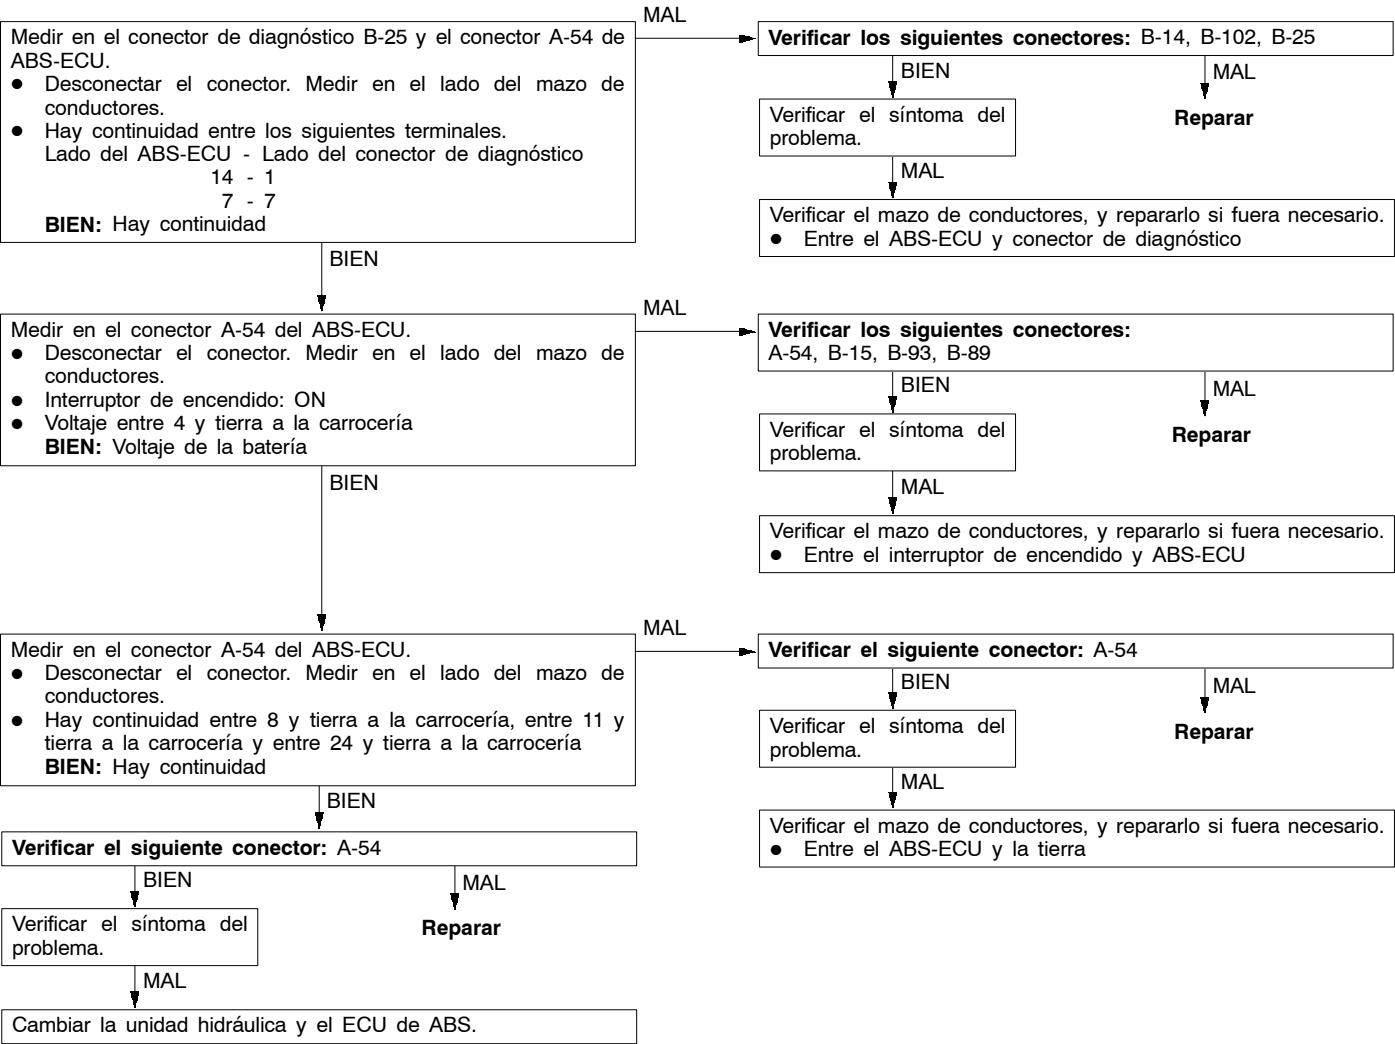 MAL
Medir en el conector de diagnóstico B-25 y el conector A-54 de
ABS-ECU.
● Desconectar el conector. Medir en el lado del mazo de
conductores.
● Hay continuidad entre los siguientes terminales.
Lado del ABS-ECU - Lado del conector de diagnóstico
14 - 1
7 - 7
BIEN: Hay continuidad
Verificar los siguientes conectores: B-14, B-102, B-25
BIEN
MAL
Verificar el síntoma del
problema.
Reparar
MAL
Verificar el mazo de conductores, y repararlo si fuera necesario.
● Entre el ABS-ECU y conector de diagnóstico
BIEN
MAL
Medir en el conector A-54 del ABS-ECU.
● Desconectar el conector. Medir en el lado del mazo de
conductores.
● Interruptor de encendido: ON
● Voltaje entre 4 y tierra a la carrocería
BIEN: Voltaje de la batería
Verificar los siguientes conectores:
A-54, B-15, B-93, B-89
BIEN
MAL
Verificar el síntoma del
problema.
Reparar
MAL
Verificar el mazo de conductores, y repararlo si fuera necesario.
● Entre el interruptor de encendido y ABS-ECU
BIEN
MAL
Medir en el conector A-54 del ABS-ECU.
● Desconectar el conector. Medir en el lado del mazo de
conductores.
● Hay continuidad entre 8 y tierra a la carrocería, entre 11 y
tierra a la carrocería y entre 24 y tierra a la carrocería
BIEN: Hay continuidad
Verificar el siguiente conector: A-54
BIEN
MAL
Verificar el síntoma del
problema.
Reparar
MAL
Verificar el mazo de conductores, y repararlo si fuera necesario.
● Entre el ABS-ECU y la tierra
BIEN
Verificar el siguiente conector: A-54
BIEN
MAL
Verificar el síntoma del
problema.
Reparar
MAL
Cambiar la unidad hidráulica y el ECU de ABS.